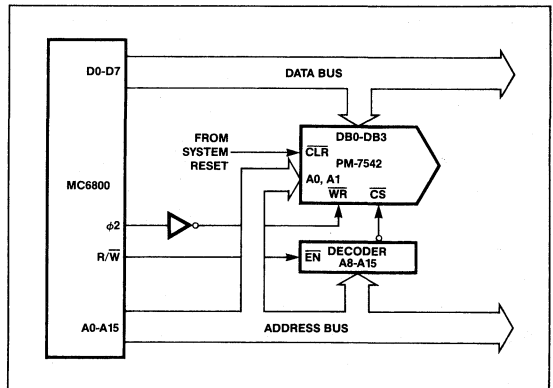 D0-D7
DATA BUS
DB0-DB3
FROM
SYSTEM
RESET
CLR
PM-7542
A0, A1
WR CS
MC6800
ϕ2
R/W
EN DECODER
A8-A15
A0-A15
ADDRESS BUS